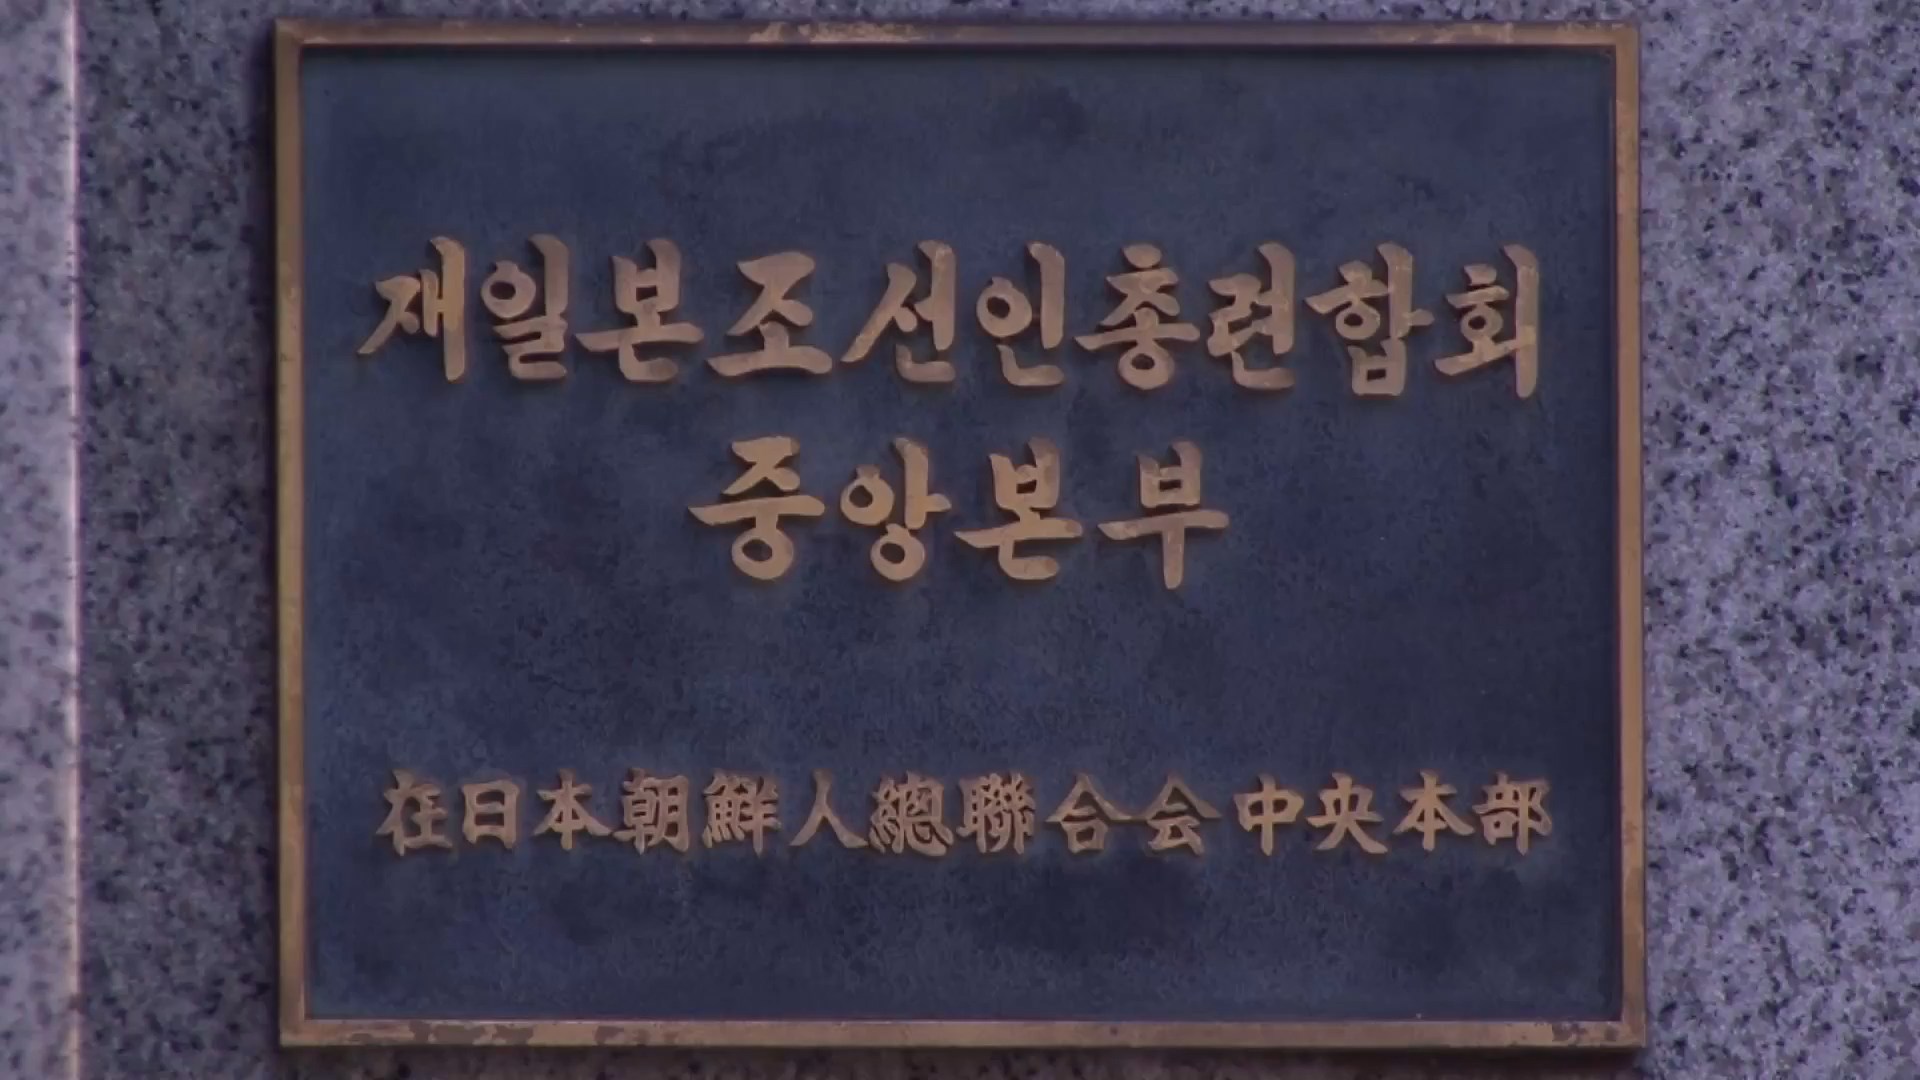 재일본조선인총련합회
중앙본부
在日本朝鮮人總聯合会中央本部